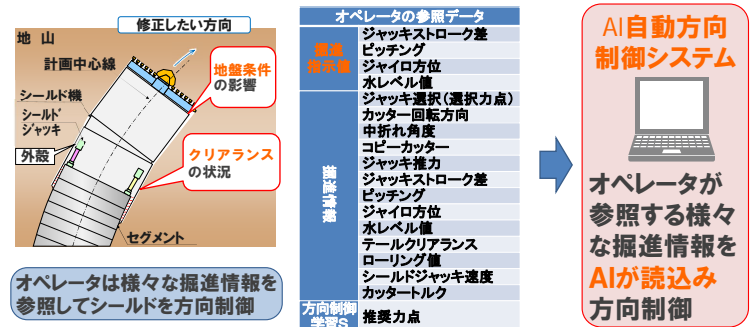 修正したい方向
地 山
計画中心線
地盤条件
の影響
シールド機
シールド
ジャッキ
外殻
クリアランス
の状況
セグメント
オペレータは様々な掘進情報を
参照してシールドを方向制御
オペレータの参照データ
掘進
指示値
ジャッキストローク差
ピッチング
ジャイロ方位
水レベル値
掘進情報
ジャッキ選択(選択力点)
カッター回転方向
中折れ角度
コピーカッター
ジャッキ推力
ジャッキストローク差
ピッチング
ジャイロ方位
水レベル値
テールクリアランス
ローリング値
シールドジャッキ速度
カッタートルク
方向制御
学習S
推奨力点
AI自動方向
制御システム
オペレータが
参照する様々
な掘進情報を
AIが読込み
方向制御